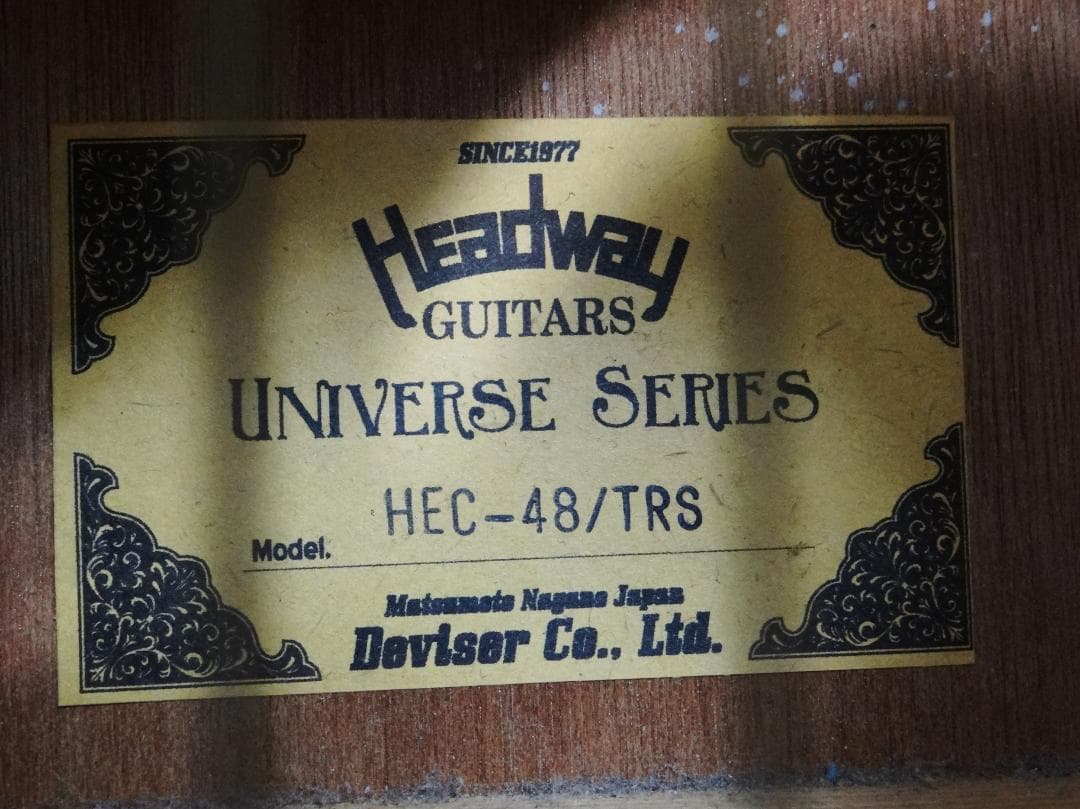 SINCE1977
Headway
GUITARS
UNIVERSE SERIES
HEC-48/TRS
Model.
Matsumoto Nagano Japan
Deviser Co., Ltd.